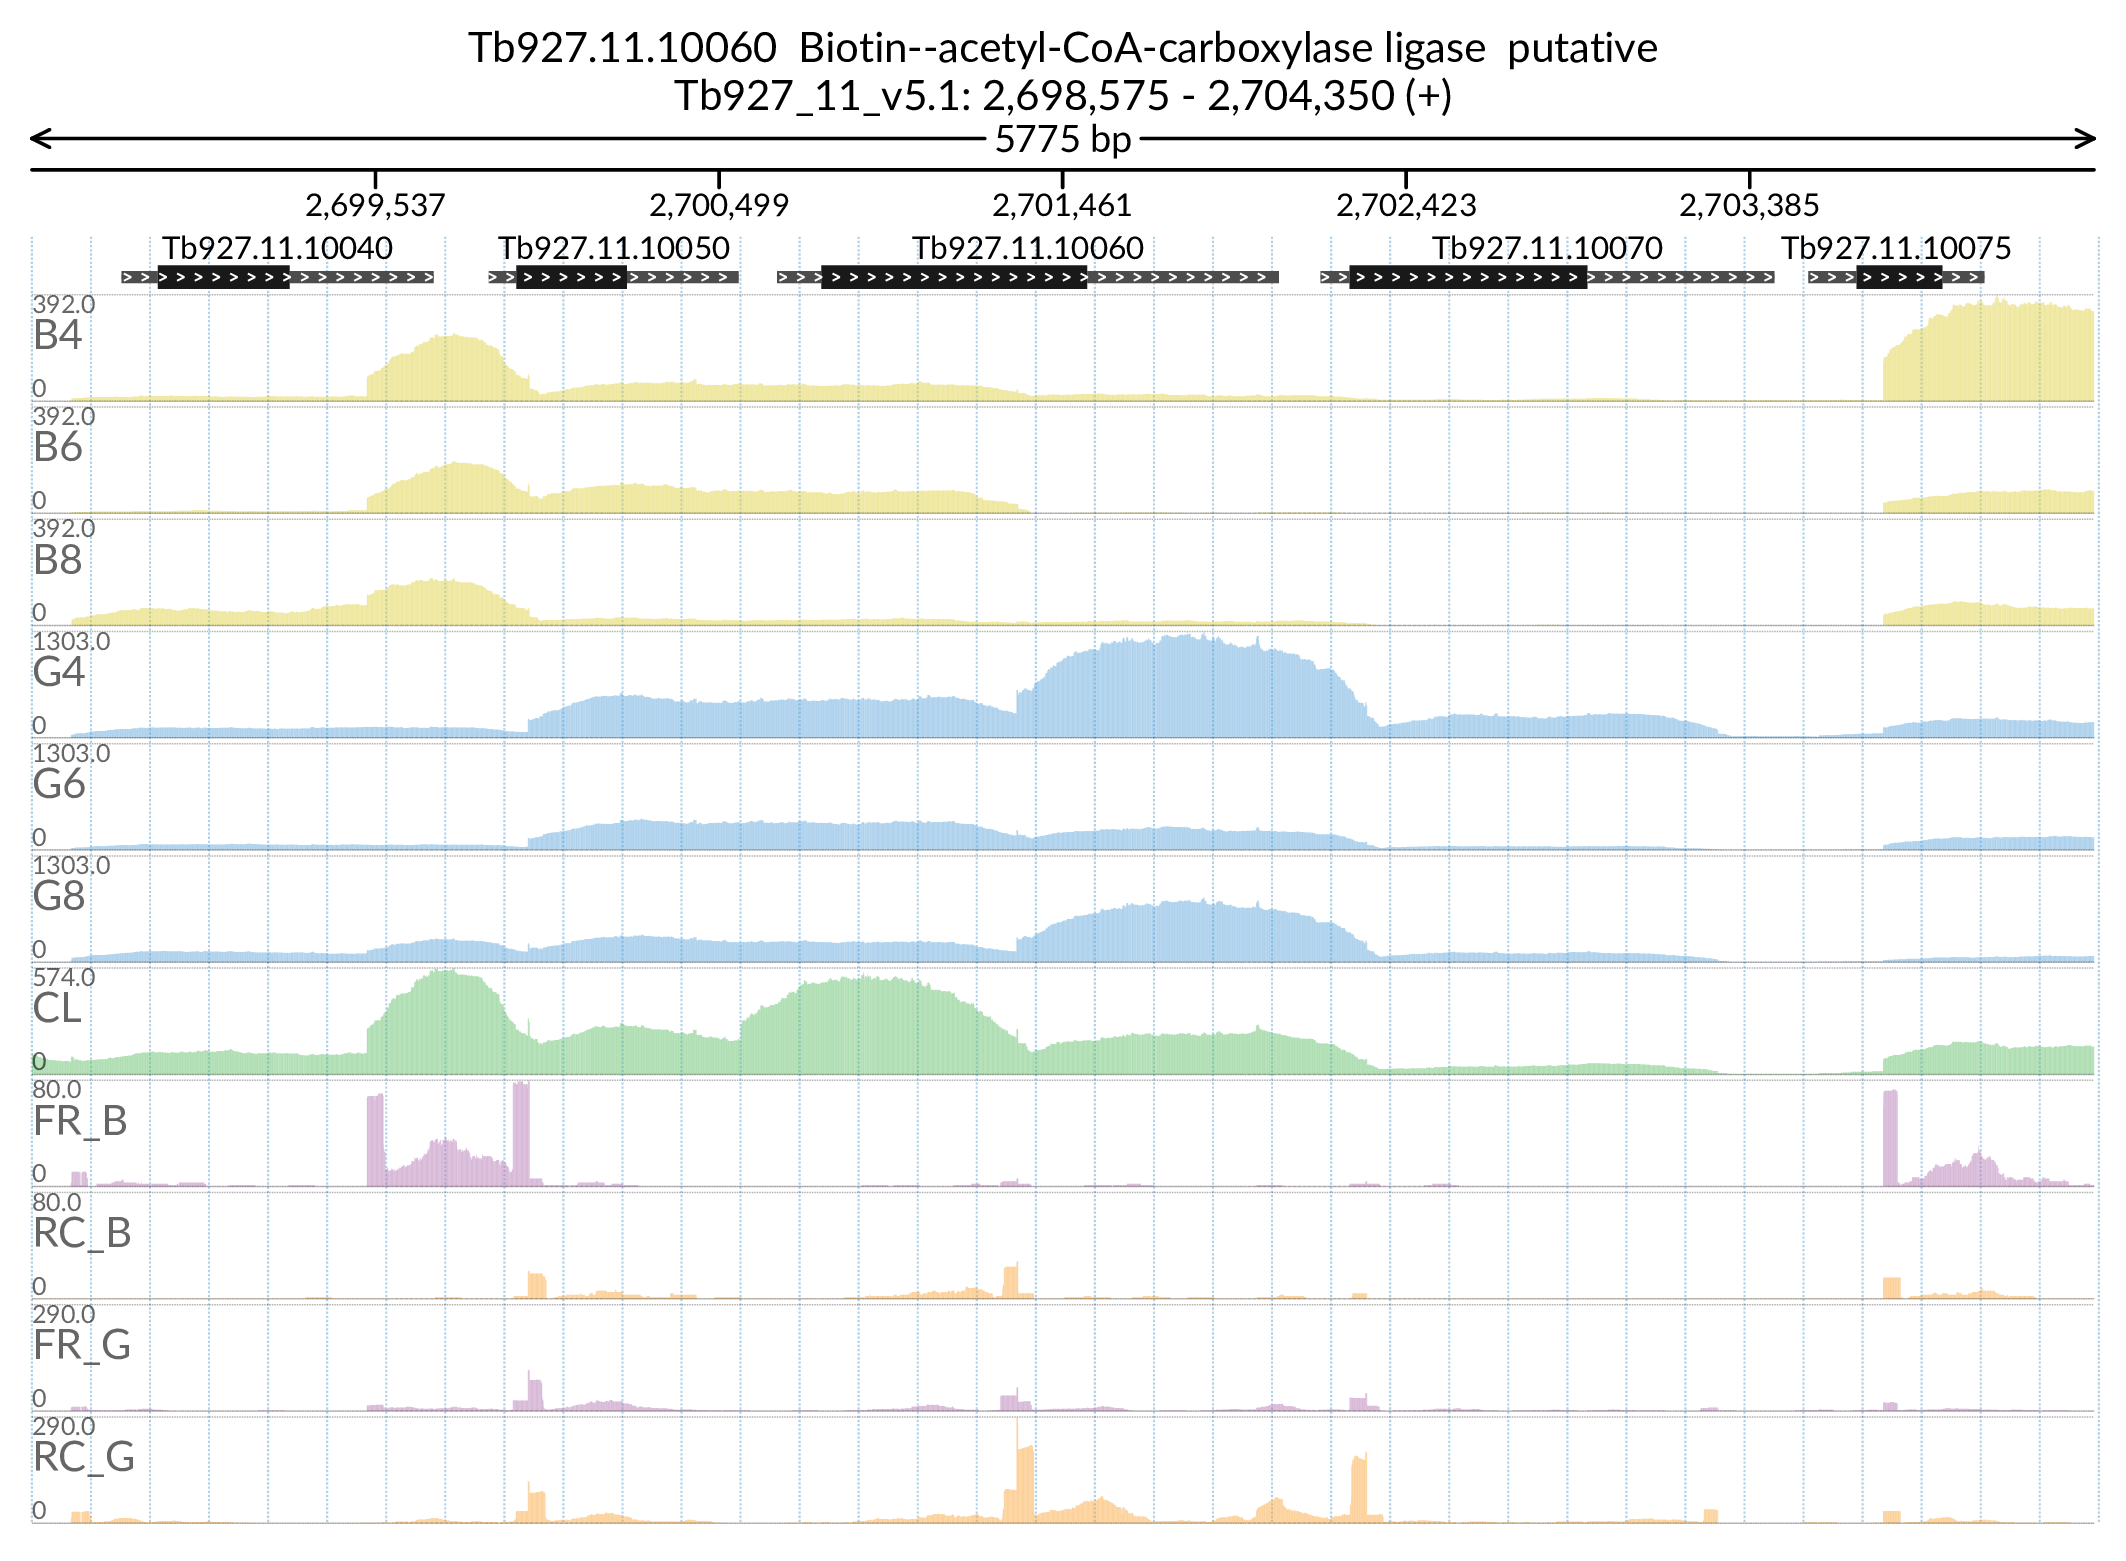 Tb927.11.10060  Biotin--acetyl-CoA-carboxylase ligase  putative
Tb927_11_v5.1: 2,698,575 - 2,704,350 (+)
5775 bp
2,699,537 2,700,499 2,701,461 2,702,423 2,703,385
Tb927.11.10040 Tb927.11.10050 Tb927.11.10060 Tb927.11.10070 Tb927.11.10075
392.0
B4
0
392.0
B6
0
392.0
B8
0
1303.0
G4
0
1303.0
G6
0
1303.0
G8
0
574.0
CL
0
80.0
FR_B
0
80.0
RC_B
0
290.0
FR_G
0
290.0
RC_G
0